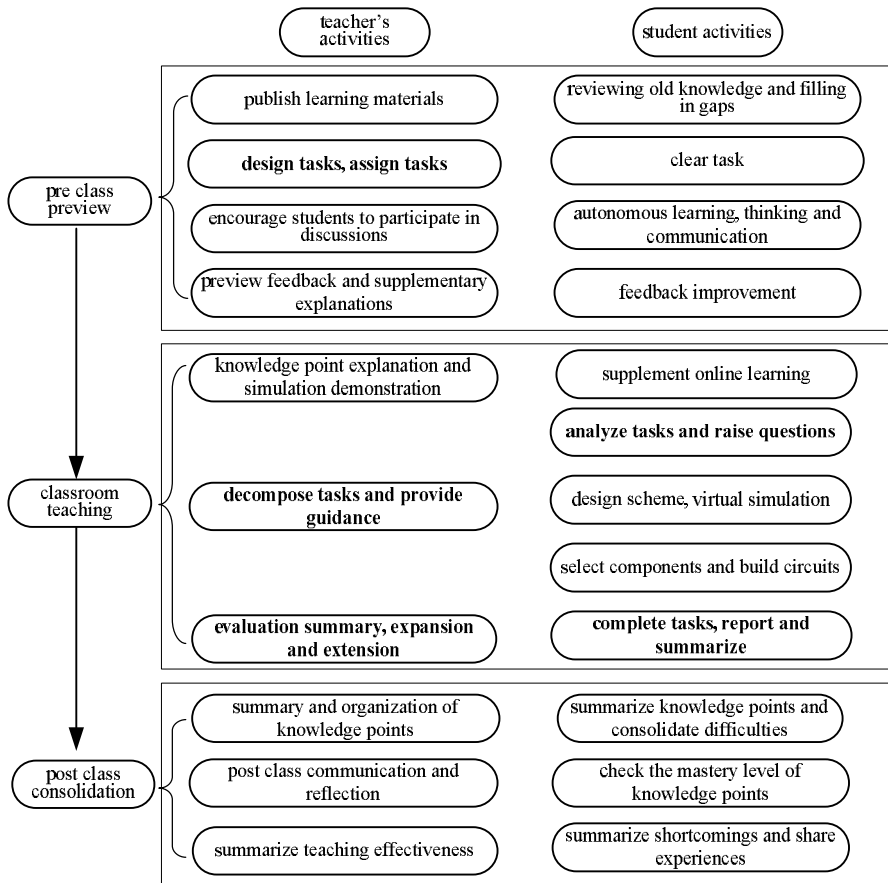 teacher's
activities
student activities
publish learning materials
reviewing old knowledge and filling
in gaps
design tasks, assign tasks
clear task
pre class
preview
encourage students to participate in
discussions
autonomous learning, thinking and
communication
preview feedback and supplementary
explanations
feedback improvement
knowledge point explanation and
simulation demonstration
supplement online learning
analyze tasks and raise questions
classroom
teaching
decompose tasks and provide
guidance
design scheme, virtual simulation
select components and build circuits
evaluation summary, expansion
and extension
complete tasks, report and
summarize
summary and organization of
knowledge points
summarize knowledge points and
consolidate difficulties
post class
consolidation
post class communication and
reflection
check the mastery level of
knowledge points
summarize teaching effectiveness
summarize shortcomings and share
experiences